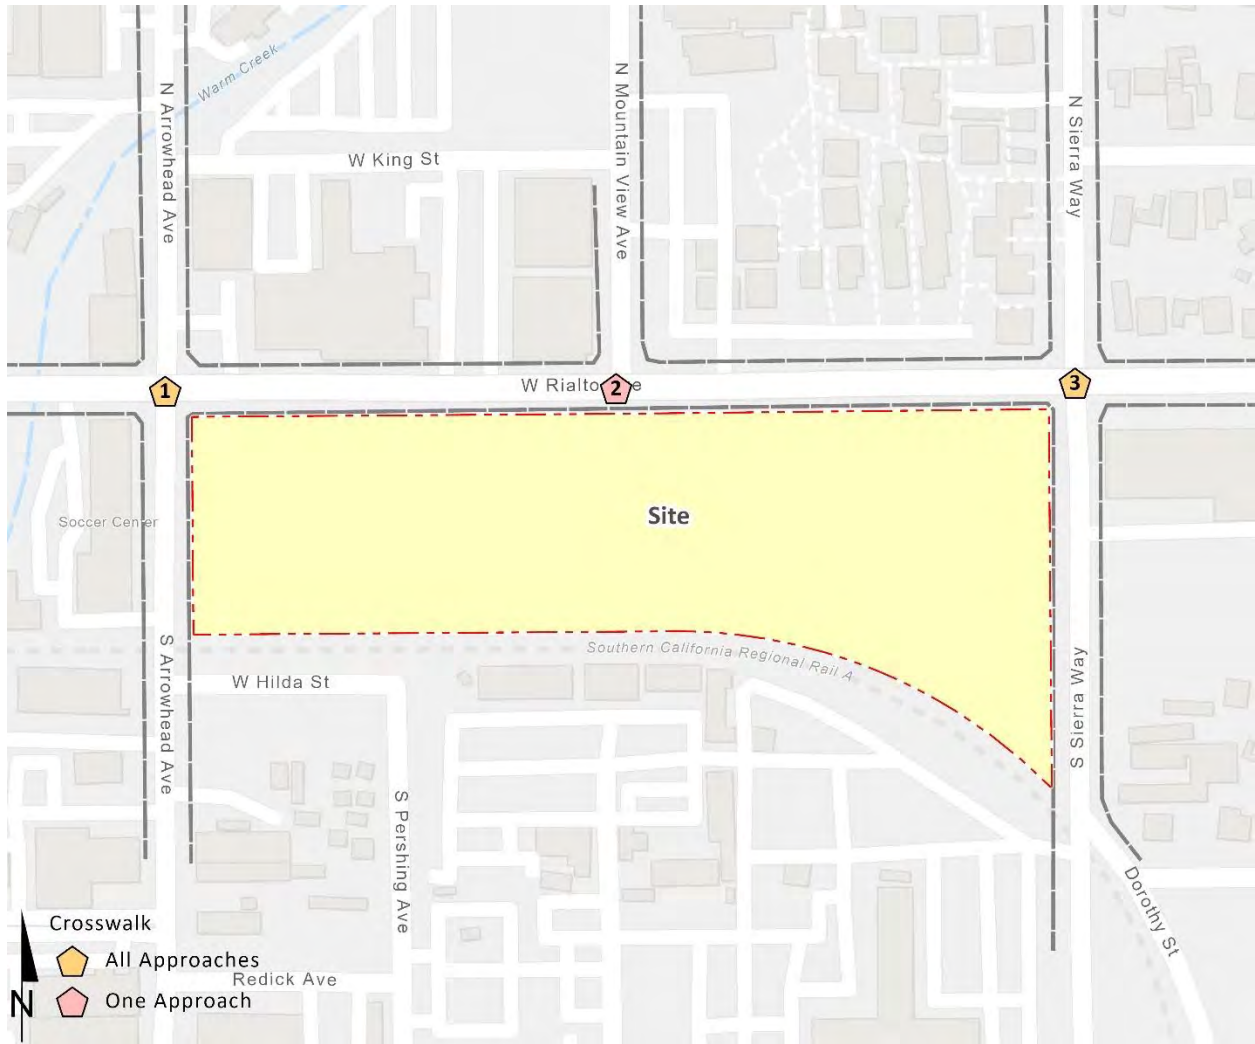 Warm Creek
N Arrowhead Ave
N Mountain View Ave
N Sierra Way
W King St
1
W Rialto
2
3
Site
Soccer Center
Southern California Regional Rail A
S Arrowhead Ave
W Hilda St
S Sierra Way
S Pershing Ave
Dorothy St
Crosswalk
All Approaches
One Approach
N
Redick Ave